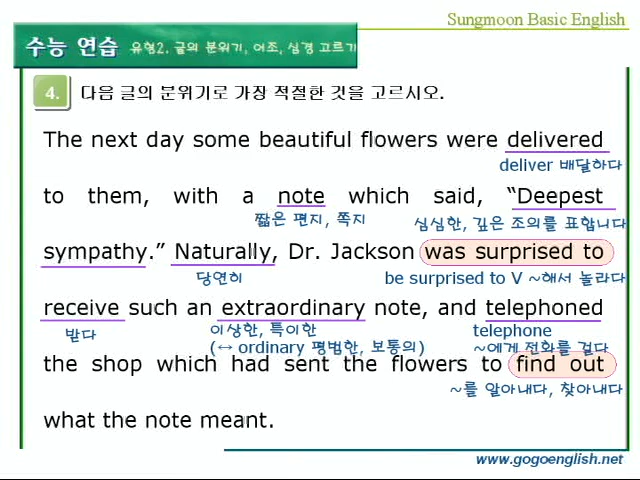 Sungmoon Basic English
수능 연습 유형2. 글의 분위기, 어조, 심경 고르기
4. 다음 글의 분위기로 가장 적절한 것을 고르시오.
The next day some beautiful flowers were delivered
deliver 배달하다
to them, with a note which said, “Deepest
짧은 편지, 쪽지 심심한, 깊은 조의를 표합니다
sympathy.” Naturally, Dr. Jackson was surprised to
당연히 be surprised to V ~해서 놀라다
receive such an extraordinary note, and telephoned
받다 이상한, 특이한 telephone
(↔ ordinary 평범한, 보통의) ~에게 전화를 걸다
the shop which had sent the flowers to find out
~를 알아내다, 찾아내다
what the note meant.
www.gogoenglish.net